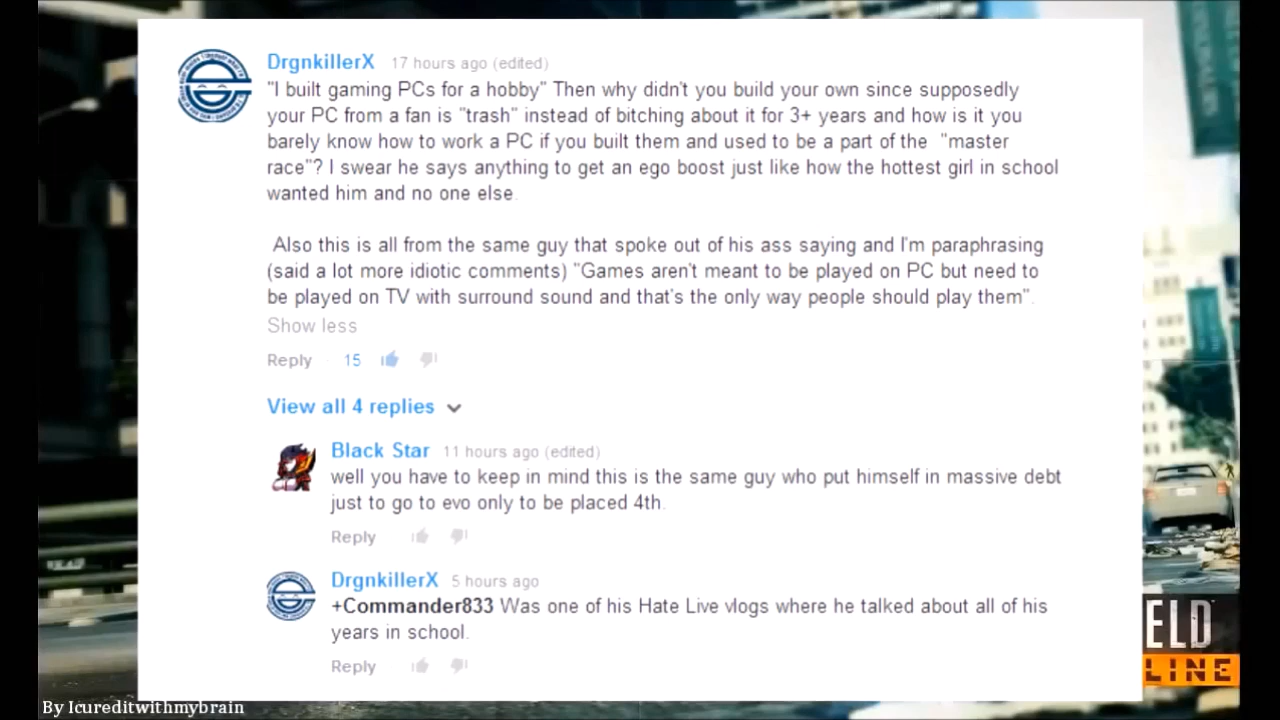 DrgnkillerX 17 hours ago (edited)
"I built gaming PCs for a hobby" Then why didn't you build your own since supposedly
your PC from a fan is "trash" instead of bitching about it for 3+ years and how is it you
barely know how to work a PC if you built them and used to be a part of the "master
race"? I swear he says anything to get an ego boost just like how the hottest girl in school
wanted him and no one else.
Also this is all from the same guy that spoke out of his ass saying and I'm paraphrasing
(said a lot more idiotic comments) "Games aren't meant to be played on PC but need to
be played on TV with surround sound and that's the only way people should play them".
Show less
Reply · 15
View all 4 replies
Black Star 11 hours ago (edited)
well you have to keep in mind this is the same guy who put himself in massive debt
just to go to evo only to be placed 4th.
Reply
DrgnkillerX 5 hours ago
+Commander833 Was one of his Hate Live vlogs where he talked about all of his
years in school.
Reply
ELD
LINE
By Icureditwithmybrain